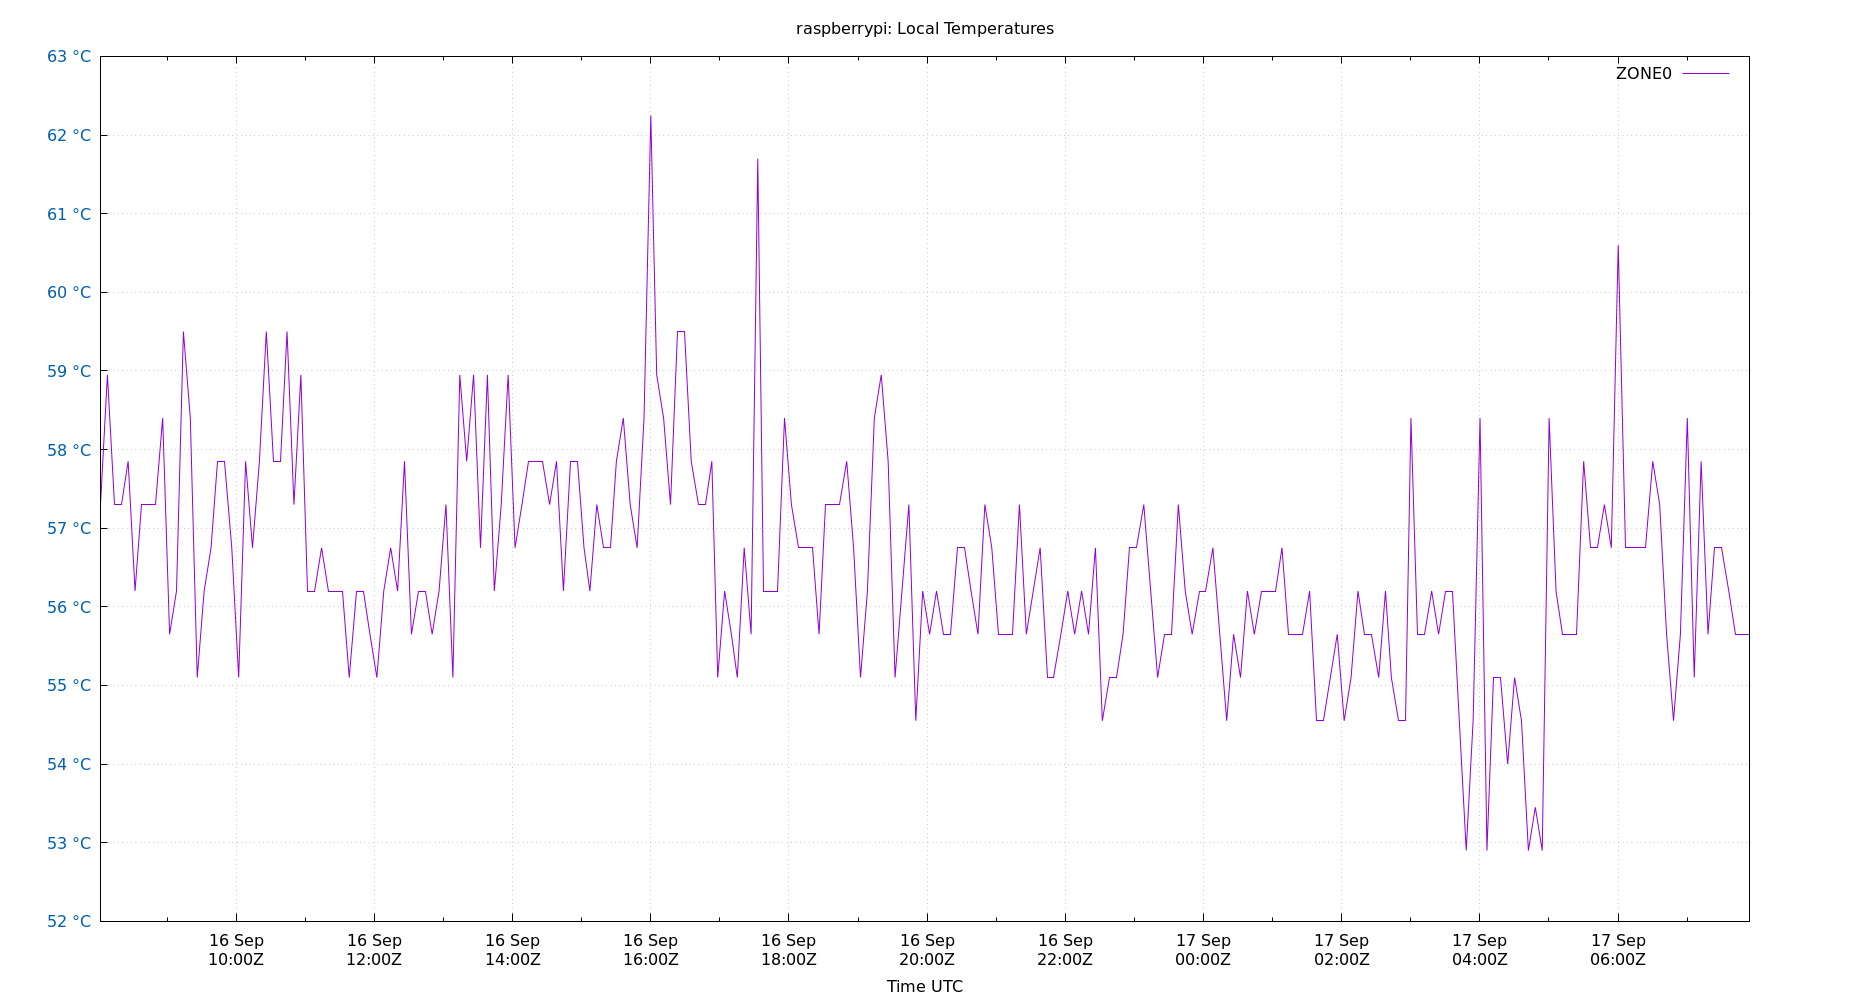 raspberrypi: Local Temperatures
63 °C
ZONE0
62 °C
61 °C
60 °C
59 °C
58 °C
57 °C
56 °C
55 °C
54 °C
53 °C
52 °C
16 Sep 16 Sep 16 Sep 16 Sep 16 Sep 16 Sep 16 Sep 17 Sep 17 Sep 17 Sep 17 Sep
10:00Z 12:00Z 14:00Z 16:00Z 18:00Z 20:00Z 22:00Z 00:00Z 02:00Z 04:00Z 06:00Z
Time UTC